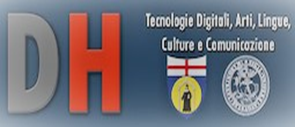 DH
Tecnologie Digitali, Arti, Lingue,
Culture e Comunicazione